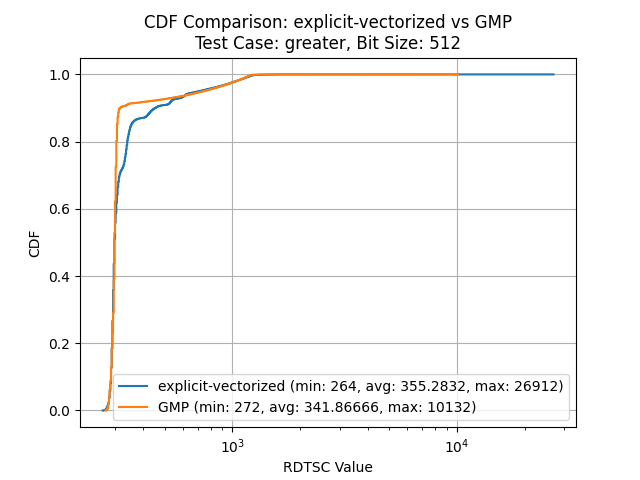 CDF Comparison: explicit-vectorized vs GMP
Test Case: greater, Bit Size: 512
CDF
1.0
0.8
0.6
0.4
0.2
0.0
explicit-vectorized (min: 264, avg: 355.2832, max: 26912)
GMP (min: 272, avg: 341.86666, max: 10132)
10³ 10⁴
RDTSC Value